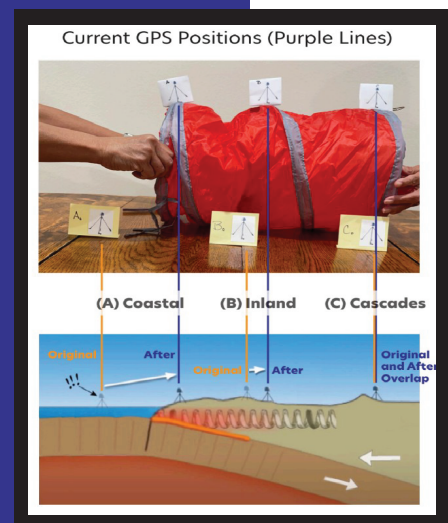 Current GPS Positions (Purple Lines)
A.
B.
C.
(A) Coastal (B) Inland (C) Cascades
Original After Original After Original
and After
Overlap
!!